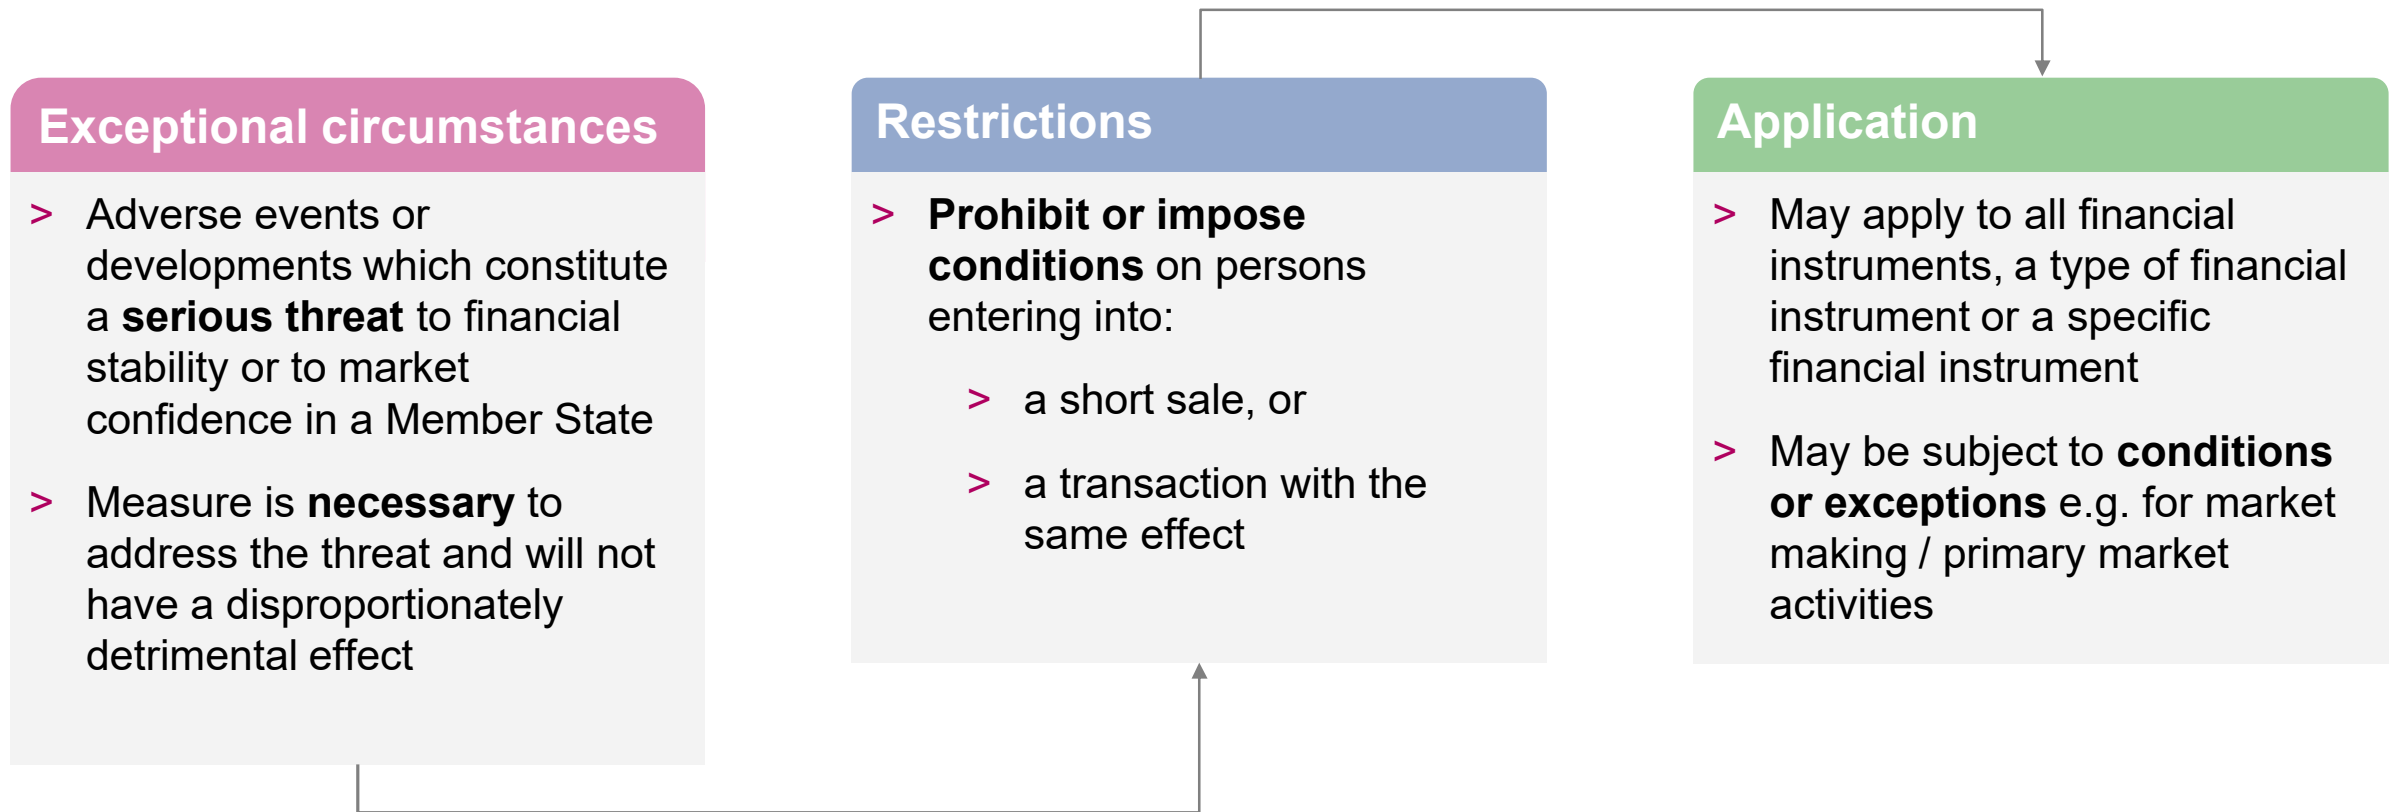 Exceptional circumstances
> Adverse events or
developments which constitute
a serious threat to financial
stability or to market
confidence in a Member State
> Measure is necessary to
address the threat and will not
have a disproportionately
detrimental effect
Restrictions
> Prohibit or impose
conditions on persons
entering into:
> a short sale, or
> a transaction with the
same effect
Application
> May apply to all financial
instruments, a type of financial
instrument or a specific
financial instrument
> May be subject to conditions
or exceptions e.g. for market
making / primary market
activities